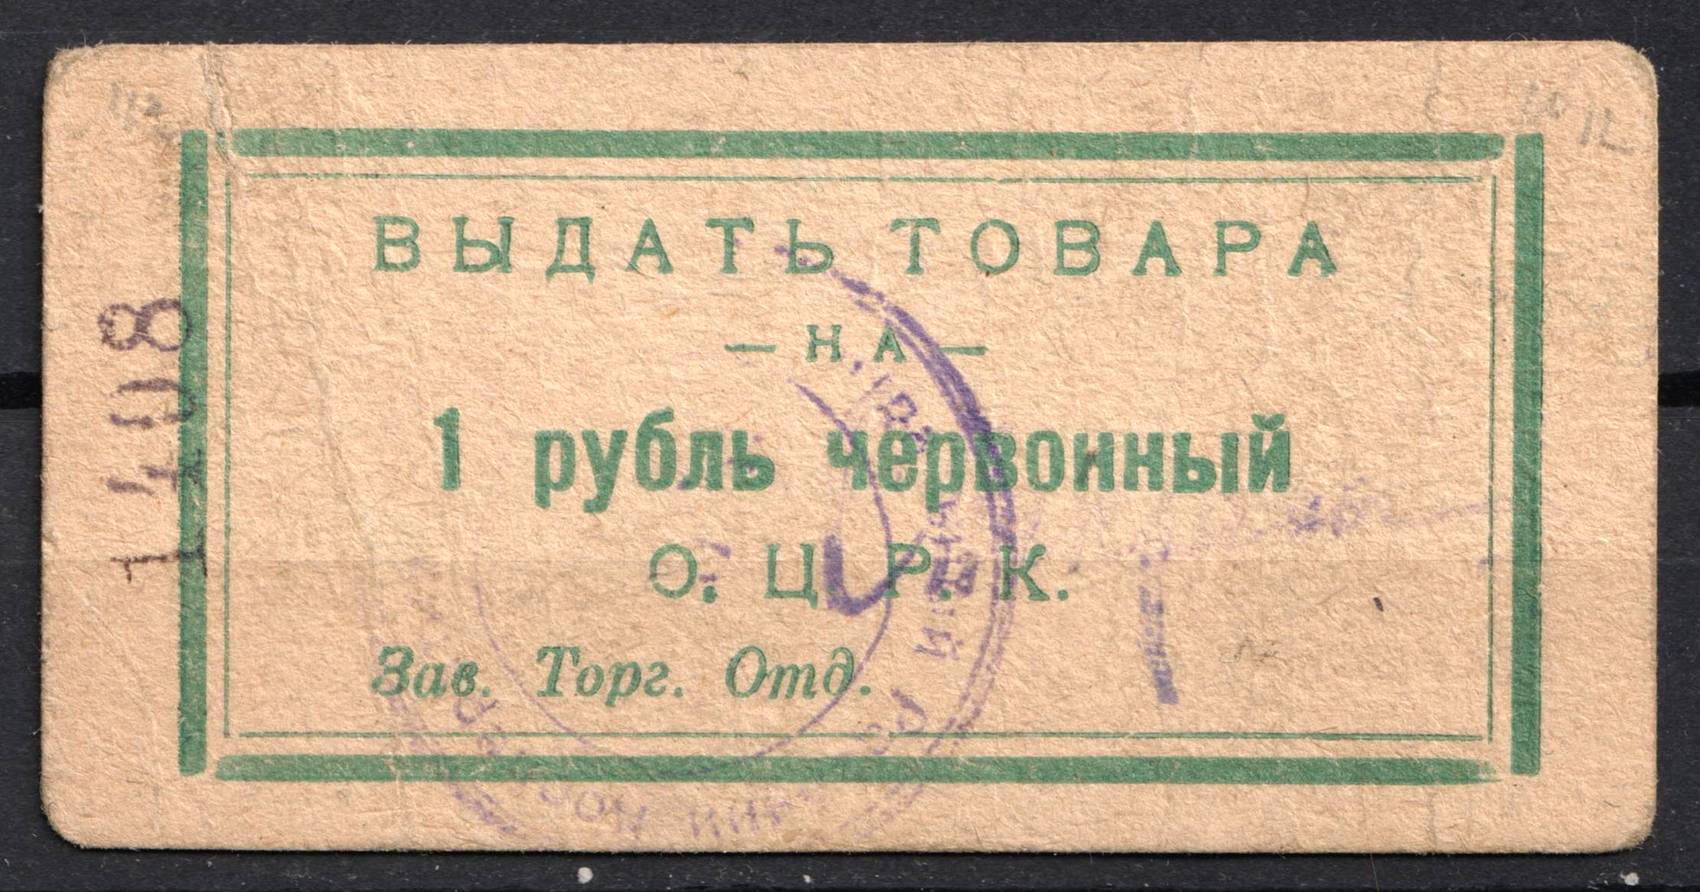 ВЫДАТЬ ТОВАРА
— НА —
1 рубль червонный
О. Ц. Р. К.
Зав. Торг. Отд.
1408